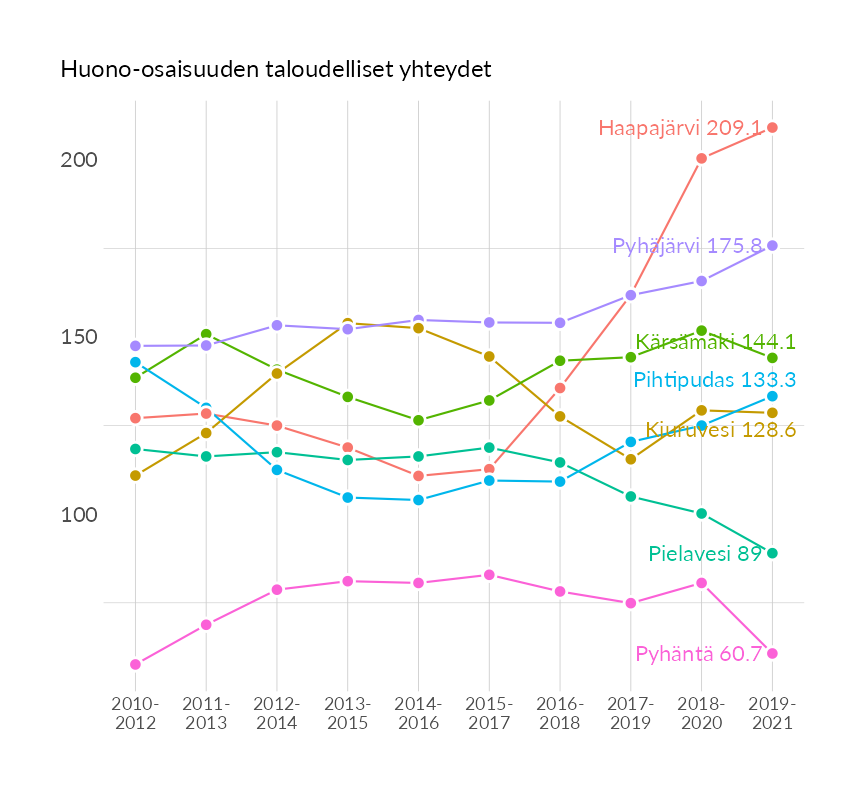 Huono-osaisuuden taloudelliset yhteydet
Haapajärvi 209.1
200
Pyhäjärvi 175.8
150
Kärsämäki 144.1
Pihtipudas 133.3
Kiuruvesi 128.6
100
Pielavesi 89
Pyhäntä 60.7
2010- 2011- 2012- 2013- 2014- 2015- 2016- 2017- 2018- 2019-
2012 2013 2014 2015 2016 2017 2018 2019 2020 2021